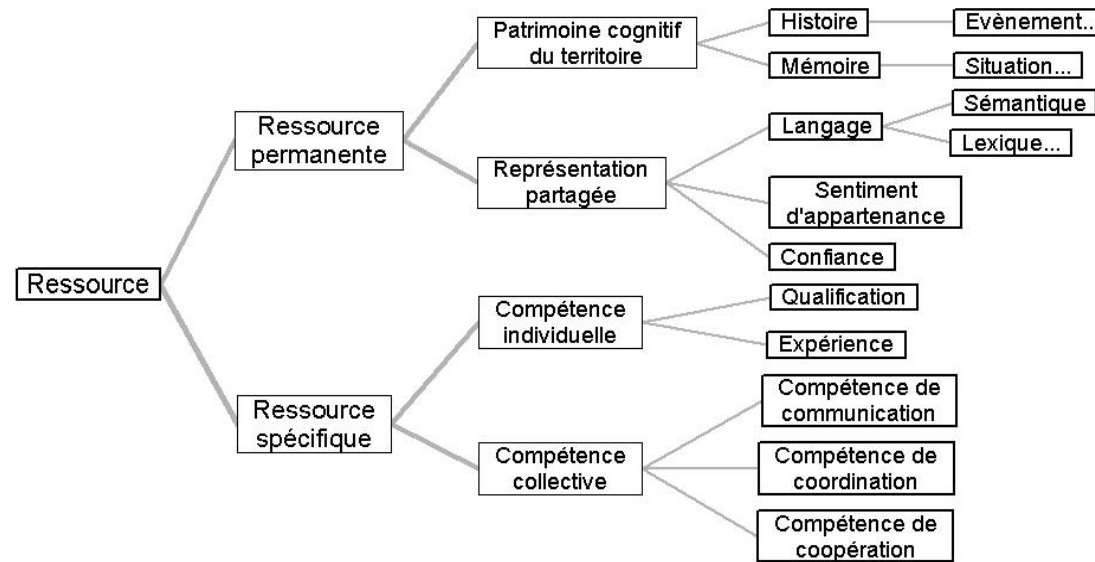 Patrimoine cognitif
du territoire
Histoire
Evènement...
Mémoire
Situation...
Ressource
permanente
Représentation
partagée
Langage
Sémantique
Lexique...
Sentiment
d'appartenance
Confiance
Ressource
Compétence
individuelle
Qualification
Expérience
Ressource
spécifique
Compétence
collective
Compétence de
communication
Compétence de
coordination
Compétence de
coopération